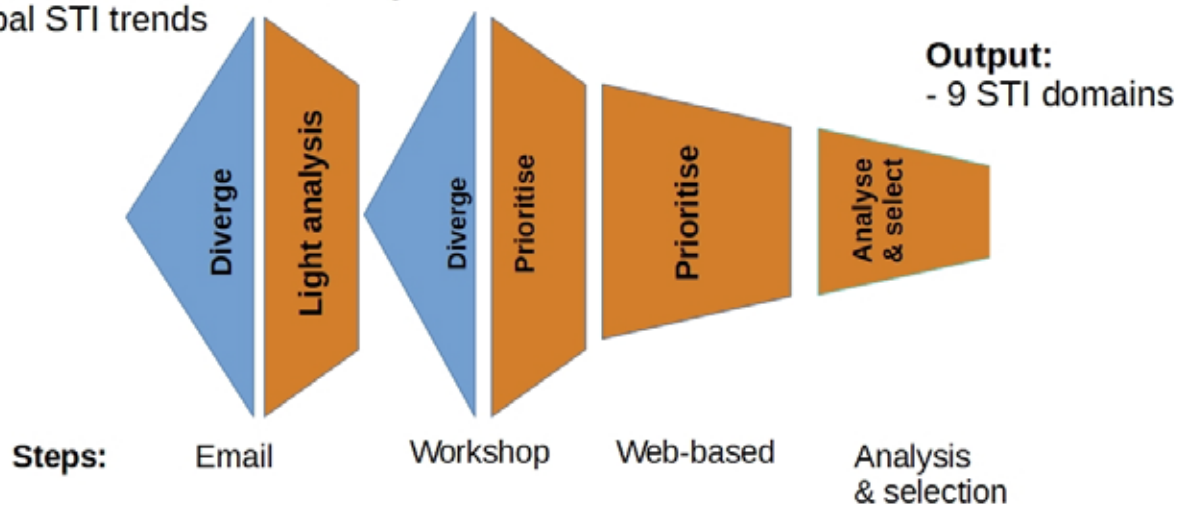 STI trends
Output:
- 9 STI domains
Diverge
Light analysis
Diverge
Prioritise
Prioritise
Analyse
& select
Steps:
Email
Workshop
Web-based
Analysis
& selection